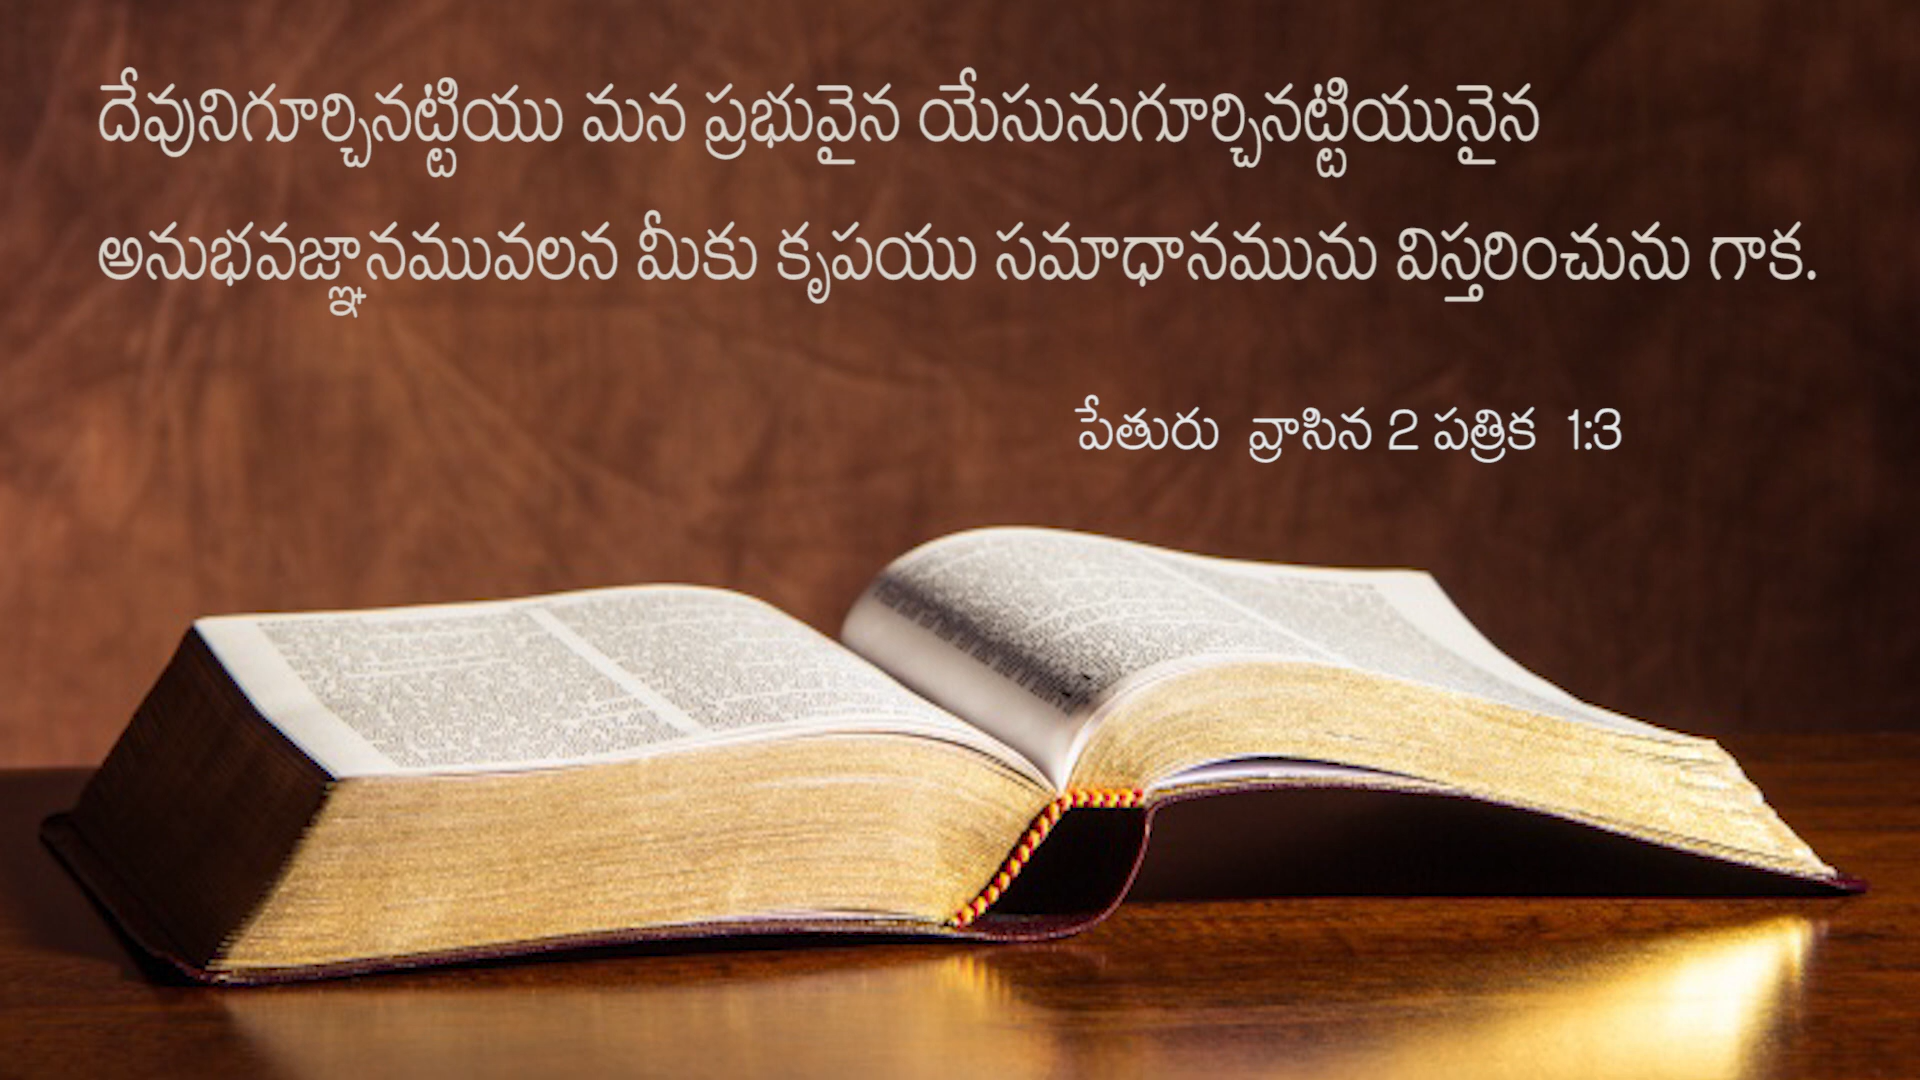 దేవునిగూర్చినట్టియు మన ప్రభువైన యేసునుగూర్చినట్టియునైన
అనుభవజ్ఞానమువలన మీకు కృపయు సమాధానమును విస్తరించును గాక.
పేతురు వ్రాసిన 2 పత్రిక 1:3